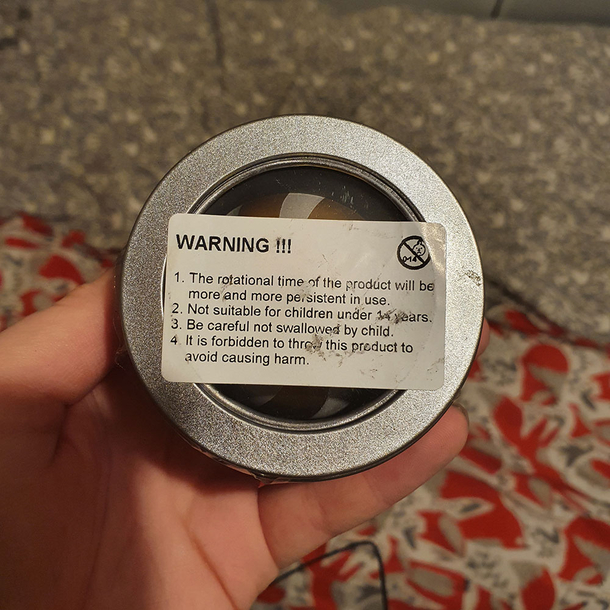 WARNING !!!
1. The rotational time of the product will be
more and more persistent in use.
2. Not suitable for children under 14 years.
3. Be careful not swallowed by child.
4. It is forbidden to throw this product to
avoid causing harm.